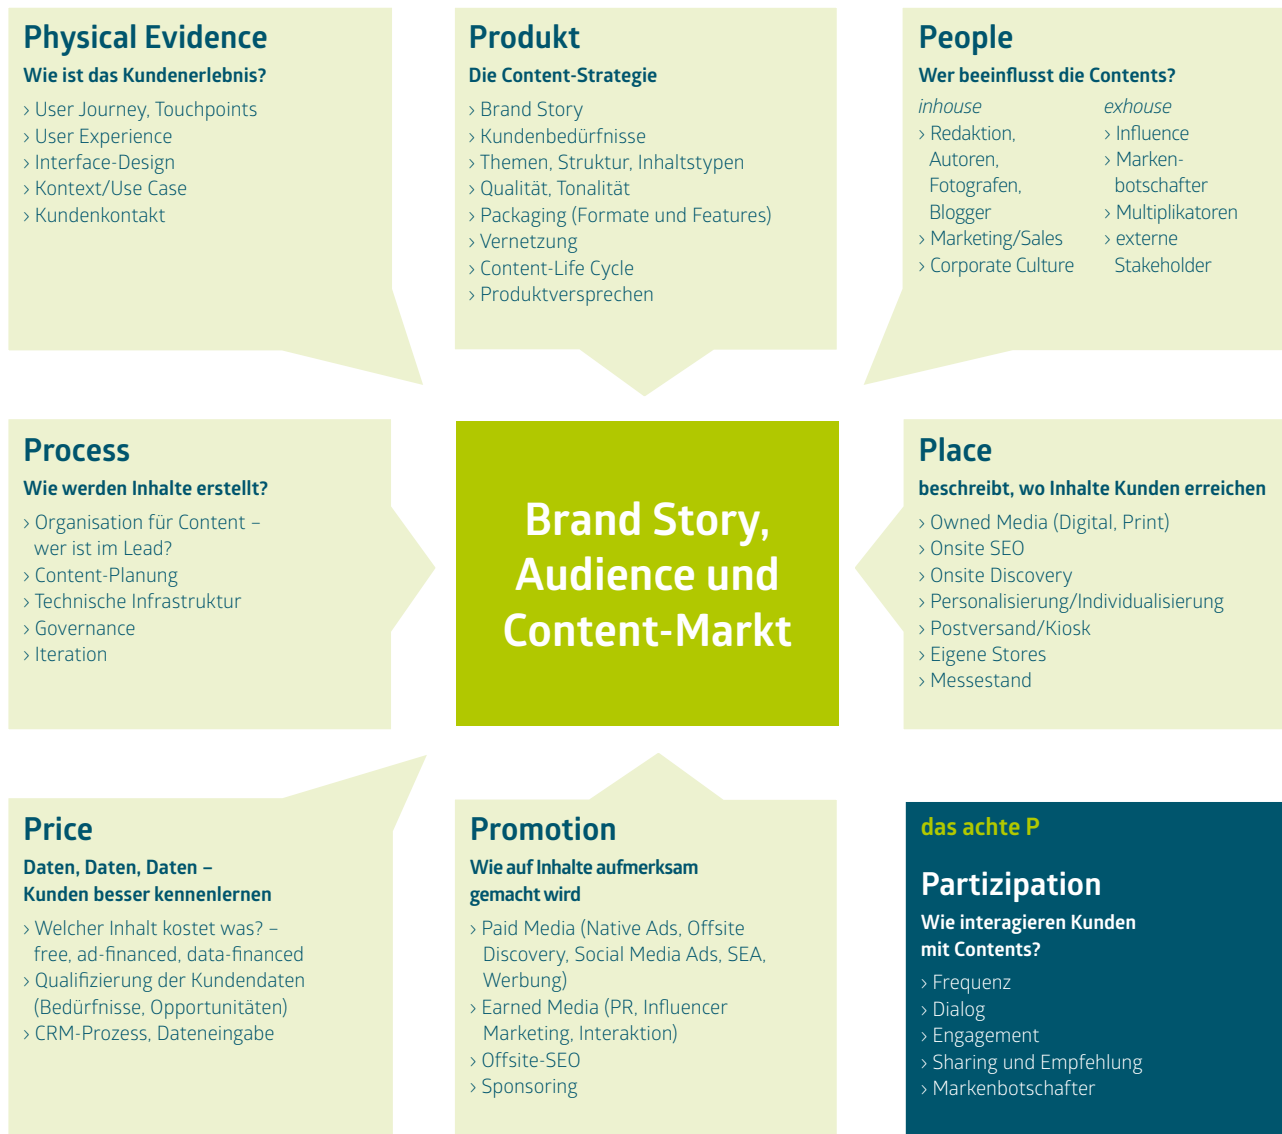 Physical Evidence
Wie ist das Kundenerlebnis?
› User Journey, Touchpoints
› User Experience
› Interface-Design
› Kontext/Use Case
› Kundenkontakt
Produkt
Die Content-Strategie
› Brand Story
› Kundenbedürfnisse
› Themen, Struktur, Inhaltstypen
› Qualität, Tonalität
› Packaging (Formate und Features)
› Vernetzung
› Content-Life Cycle
› Produktversprechen
People
Wer beeinflusst die Contents?
inhouse
› Redaktion,
Autoren,
Fotografen,
Blogger
› Marketing/Sales
› Corporate Culture
exhouse
› Influence
› Marken-
botschafter
› Multiplikatoren
› externe
Stakeholder
Process
Wie werden Inhalte erstellt?
› Organisation für Content –
wer ist im Lead?
› Content-Planung
› Technische Infrastruktur
› Governance
› Iteration
Brand Story,
Audience und
Content-Markt
Place
beschreibt, wo Inhalte Kunden erreichen
› Owned Media (Digital, Print)
› Onsite SEO
› Onsite Discovery
› Personalisierung/Individualisierung
› Postversand/Kiosk
› Eigene Stores
› Messestand
Price
Daten, Daten, Daten –
Kunden besser kennenlernen
› Welcher Inhalt kostet was? –
free, ad-financed, data-financed
› Qualifizierung der Kundendaten
(Bedürfnisse, Opportunitäten)
› CRM-Prozess, Dateneingabe
Promotion
Wie auf Inhalte aufmerksam
gemacht wird
› Paid Media (Native Ads, Offsite
Discovery, Social Media Ads, SEA,
Werbung)
› Earned Media (PR, Influencer
Marketing, Interaktion)
› Offsite-SEO
› Sponsoring
das achte P
Partizipation
Wie interagieren Kunden
mit Contents?
› Frequenz
› Dialog
› Engagement
› Sharing und Empfehlung
› Markenbotschafter